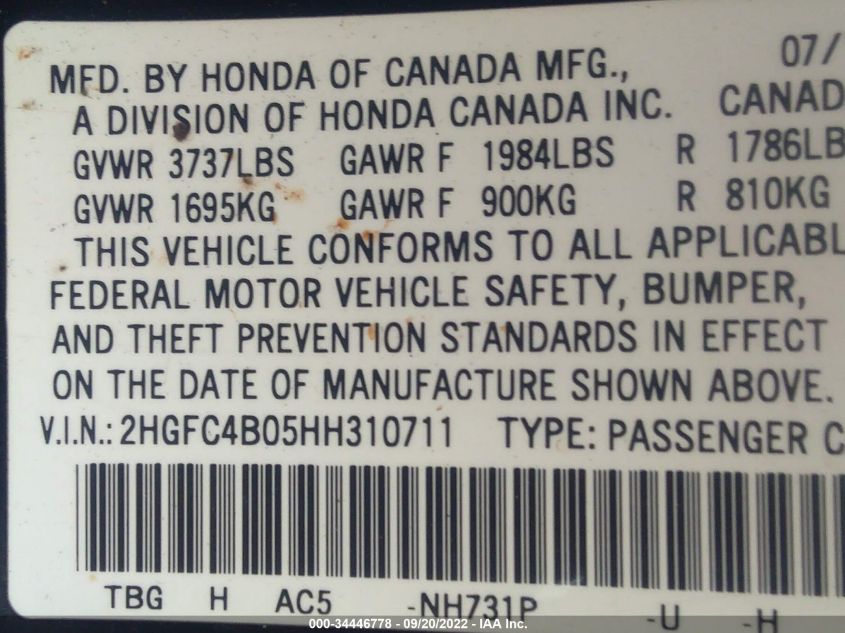 07/
MFD. BY HONDA OF CANADA MFG.,
A DIVISION OF HONDA CANADA INC. CANAD
GVWR 3737LBS GAWR F 1984LBS R 1786LB
GVWR 1695KG GAWR F 900KG R 810KG
THIS VEHICLE CONFORMS TO ALL APPLICABL
FEDERAL MOTOR VEHICLE SAFETY, BUMPER,
AND THEFT PREVENTION STANDARDS IN EFFECT
ON THE DATE OF MANUFACTURE SHOWN ABOVE.
V.I.N.: 2HGFC4B05HH310711 TYPE: PASSENGER C
TBG H AC5 -NH731P -U -H
000-34446778 - 09/20/2022 - IAA Inc.